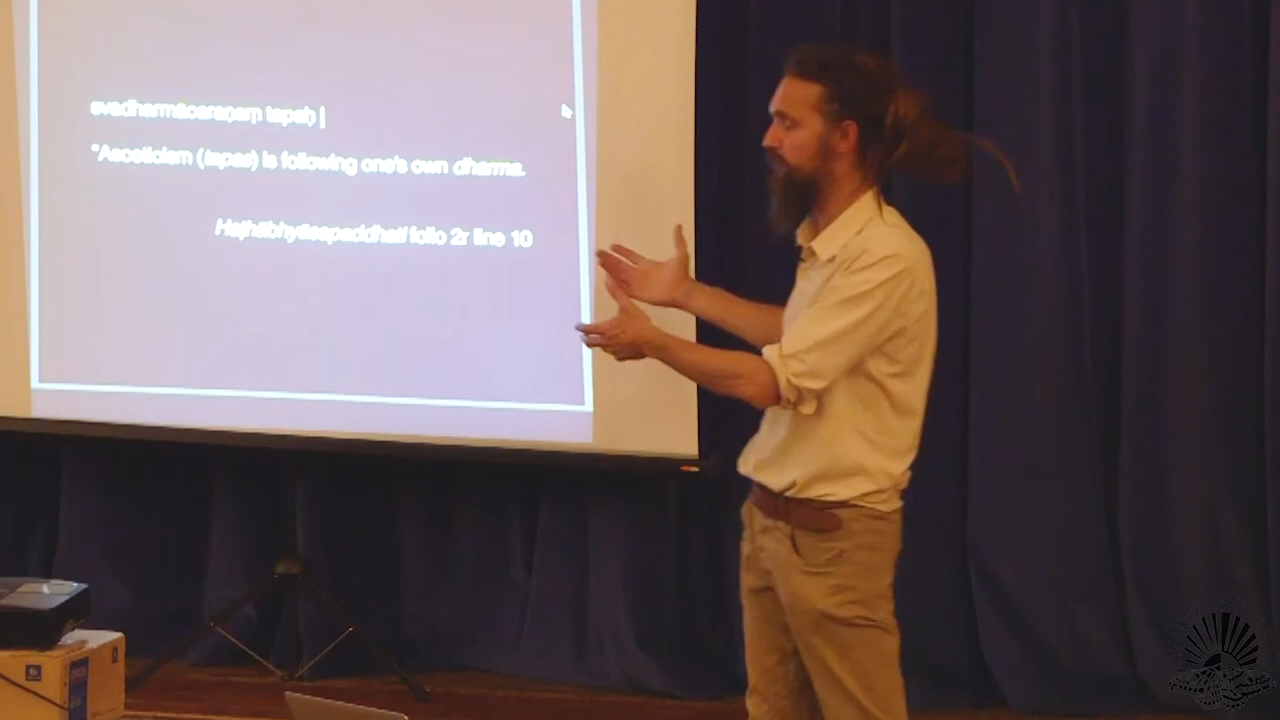 svadharmācaraṇaṃ tapaḥ |
"Asceticism (tapas) is following one's own dharma.
Haṭhābhyāsapaddhati folio 2r line 10